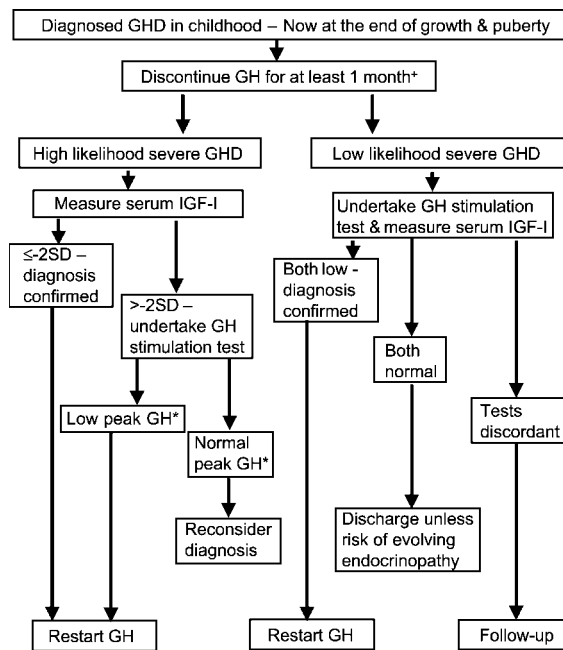 Diagnosed GHD in childhood – Now at the end of growth & puberty
Discontinue GH for at least 1 month+
High likelihood severe GHD
Low likelihood severe GHD
Measure serum IGF-I
Undertake GH stimulation
test & measure serum IGF-I
≤-2SD –
diagnosis
confirmed
>-2SD –
undertake GH
stimulation test
Both low -
diagnosis
confirmed
Both
normal
Tests
discordant
Low peak GH*
Normal
peak GH*
Reconsider
diagnosis
Discharge unless
risk of evolving
endocrinopathy
Restart GH
Restart GH
Follow-up